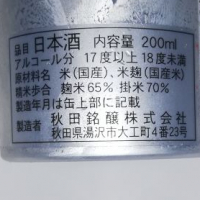 品目 日本酒 内容量 200ml
アルコール分 17度以上18度未満
原材料名 米(国産)、米麹(国産米)
精米歩合 麹米65% 掛米70%
製造年月は缶上部に記載
製造者 秋田銘醸株式会社
秋田県湯沢市大工町4番23号